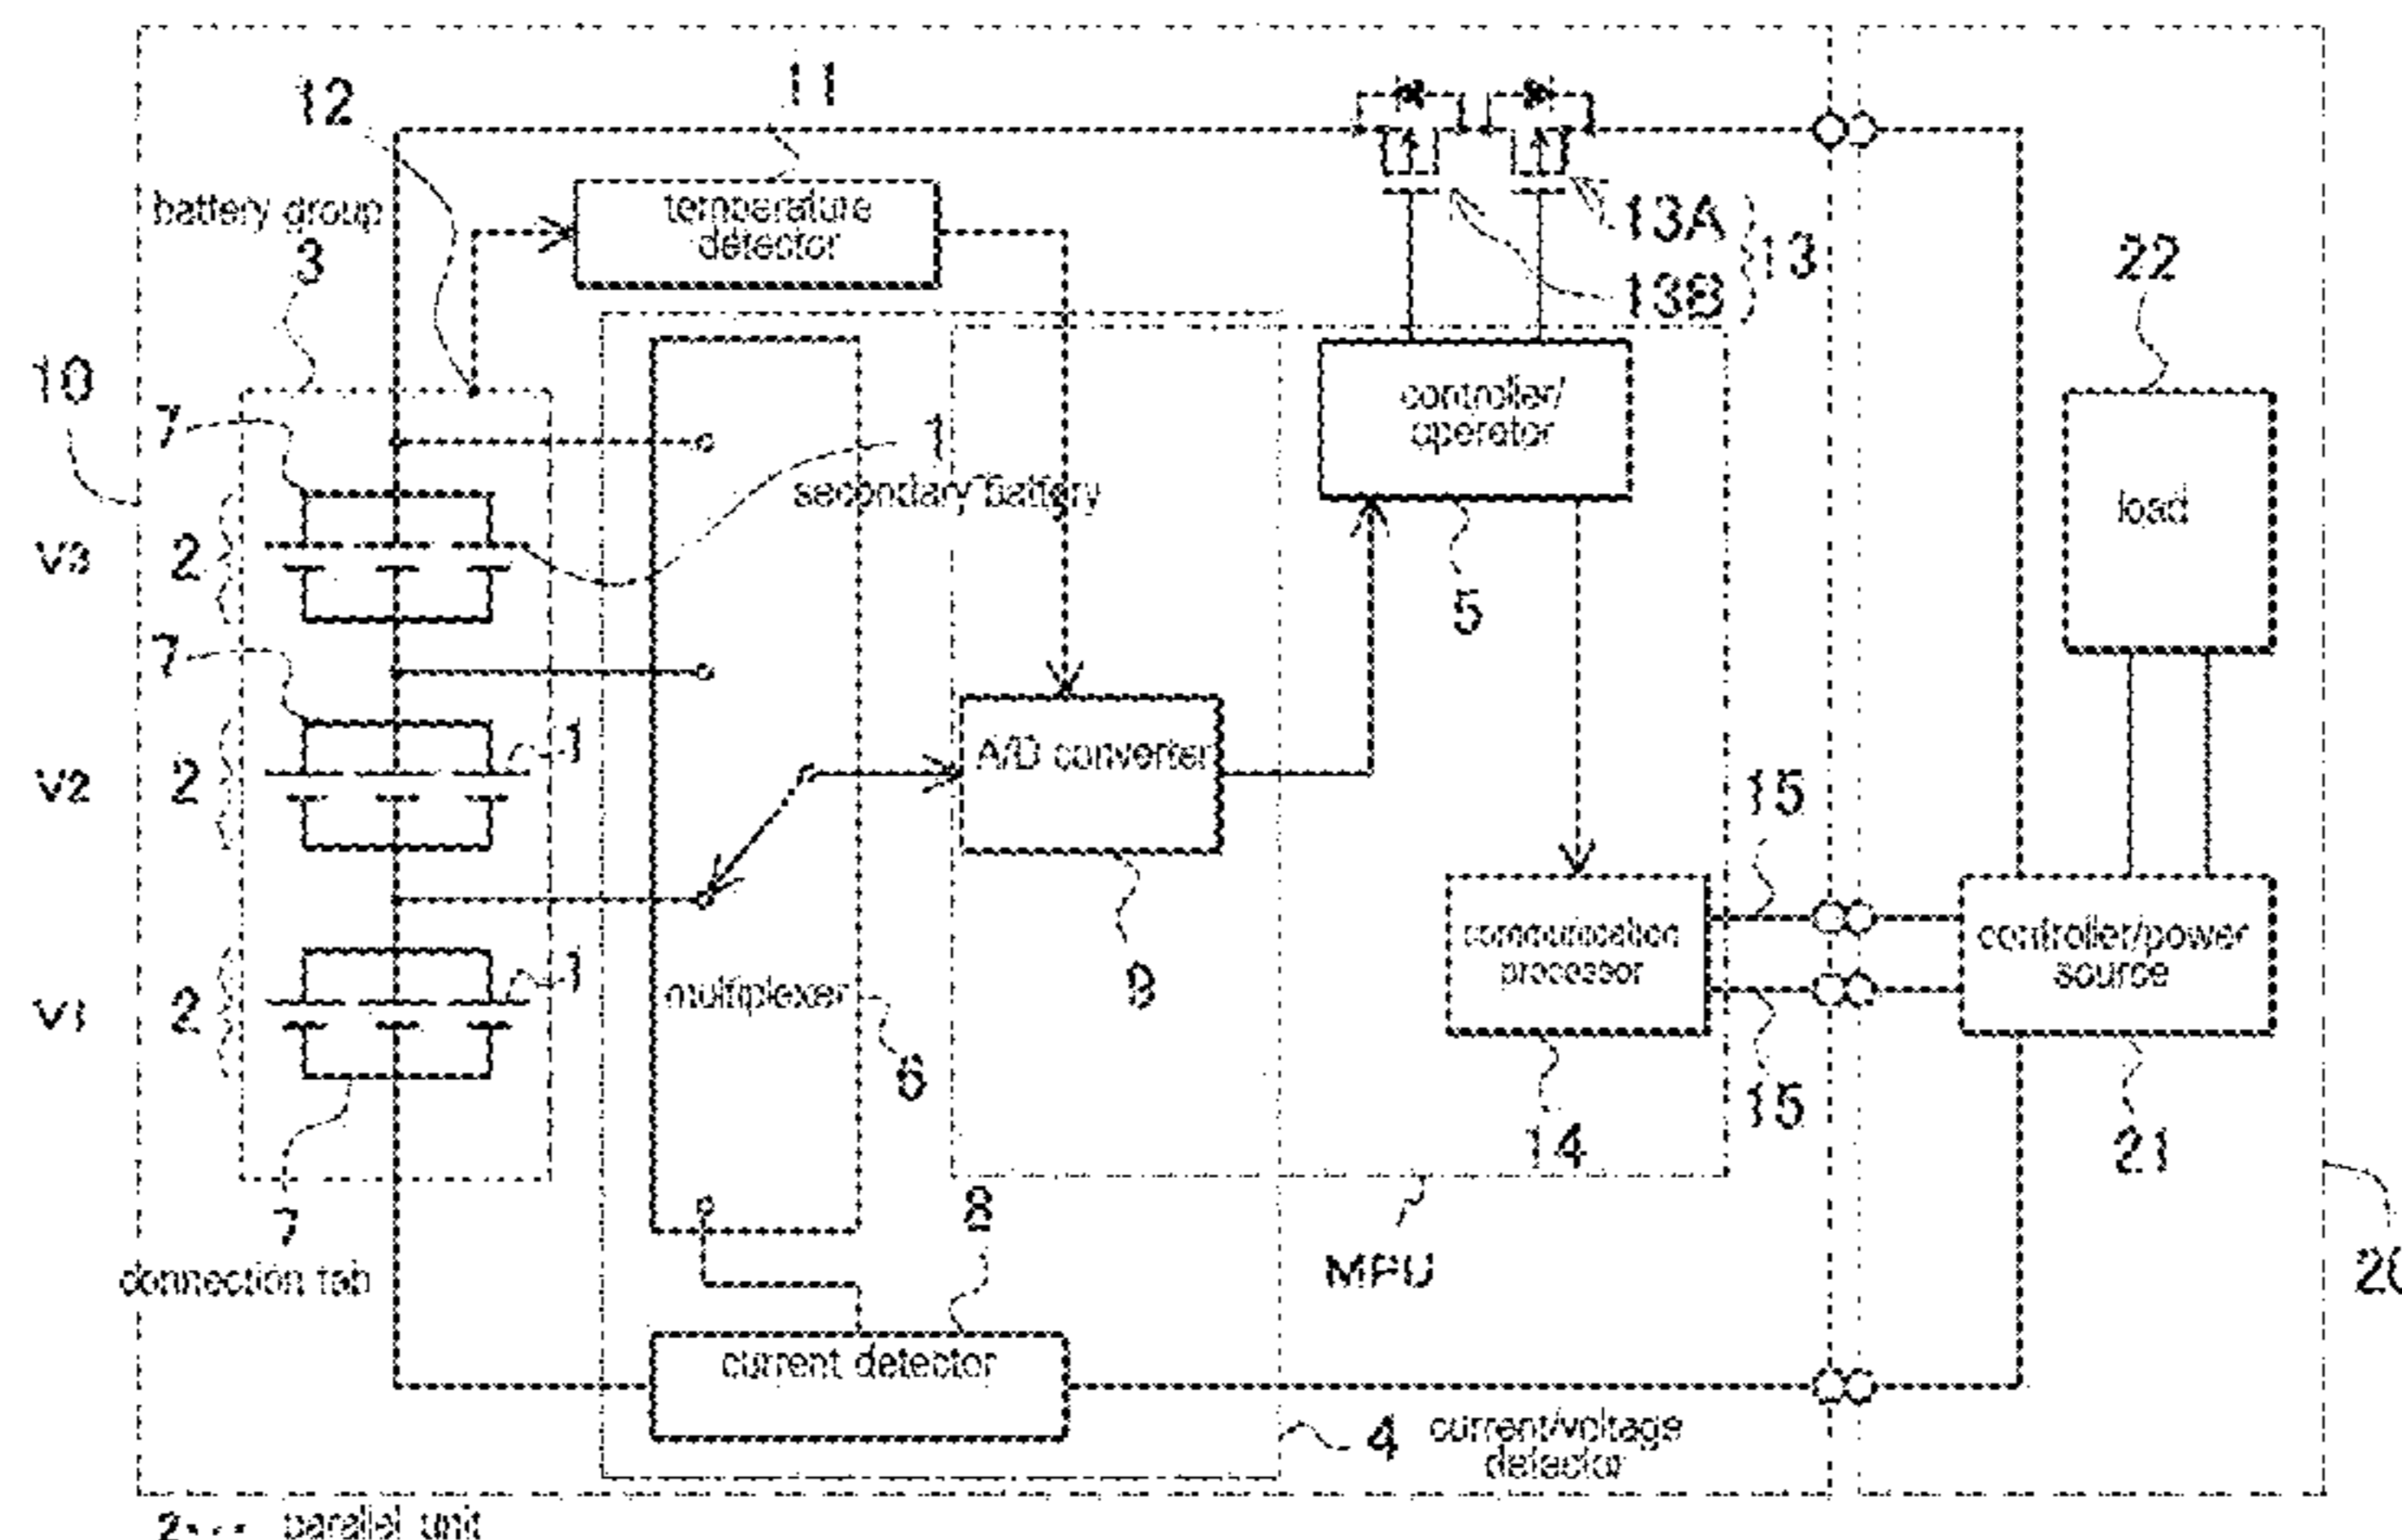 12
11
battery group
3
temperature
detector
13A
13B
13
22
10
7
1
secondary battery
controller/
operator
load
V3
2
5
7
V2
2
1
A/D converter
15
9
communication
processor
controller/power
source
V1
2
1
multiplexer
6
14
15
21
7
connection tab
8
MPU
20
current detector
4
current/voltage
detector
2--- parallel unit